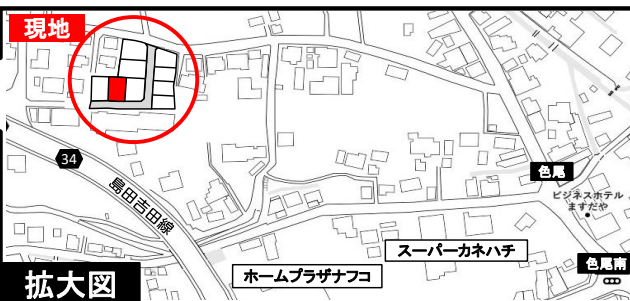 現地
34
島田吉田線
色尾
ビジネスホテル
ますだや
スーパーカネハチ
色尾南
ホームプラザナフコ
拡大図